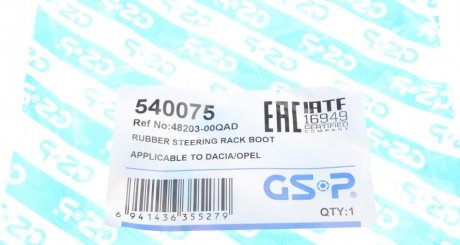 540075
Ref No:48203-00QAD
RUBBER STEERING RACK BOOT
APPLICABLE TO DACIA/OPEL
EAC IATF
16949
CERTIFIED
COMPANY
GSP
6 941436 355279
QTY:1